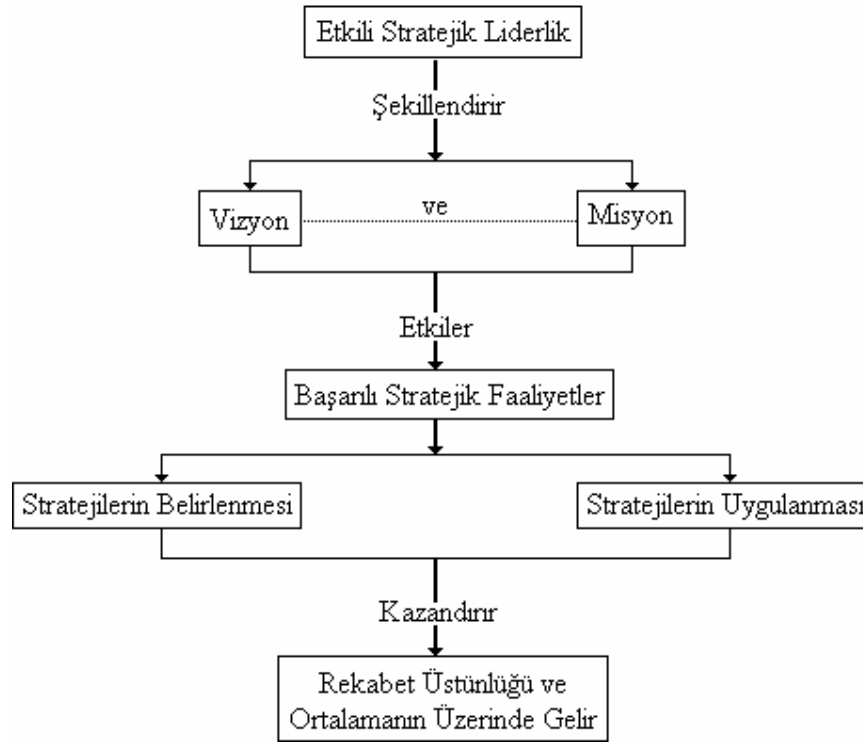 Etkili Stratejik Liderlik
Şekillendirir
Vizyon
ve
Misyon
Etkiler
Başarılı Stratejik Faaliyetler
Stratejilerin Belirlenmesi
Stratejilerin Uygulanması
Kazandırır
Rekabet Üstünlüğü ve
Ortalamanın Üzerinde Gelir